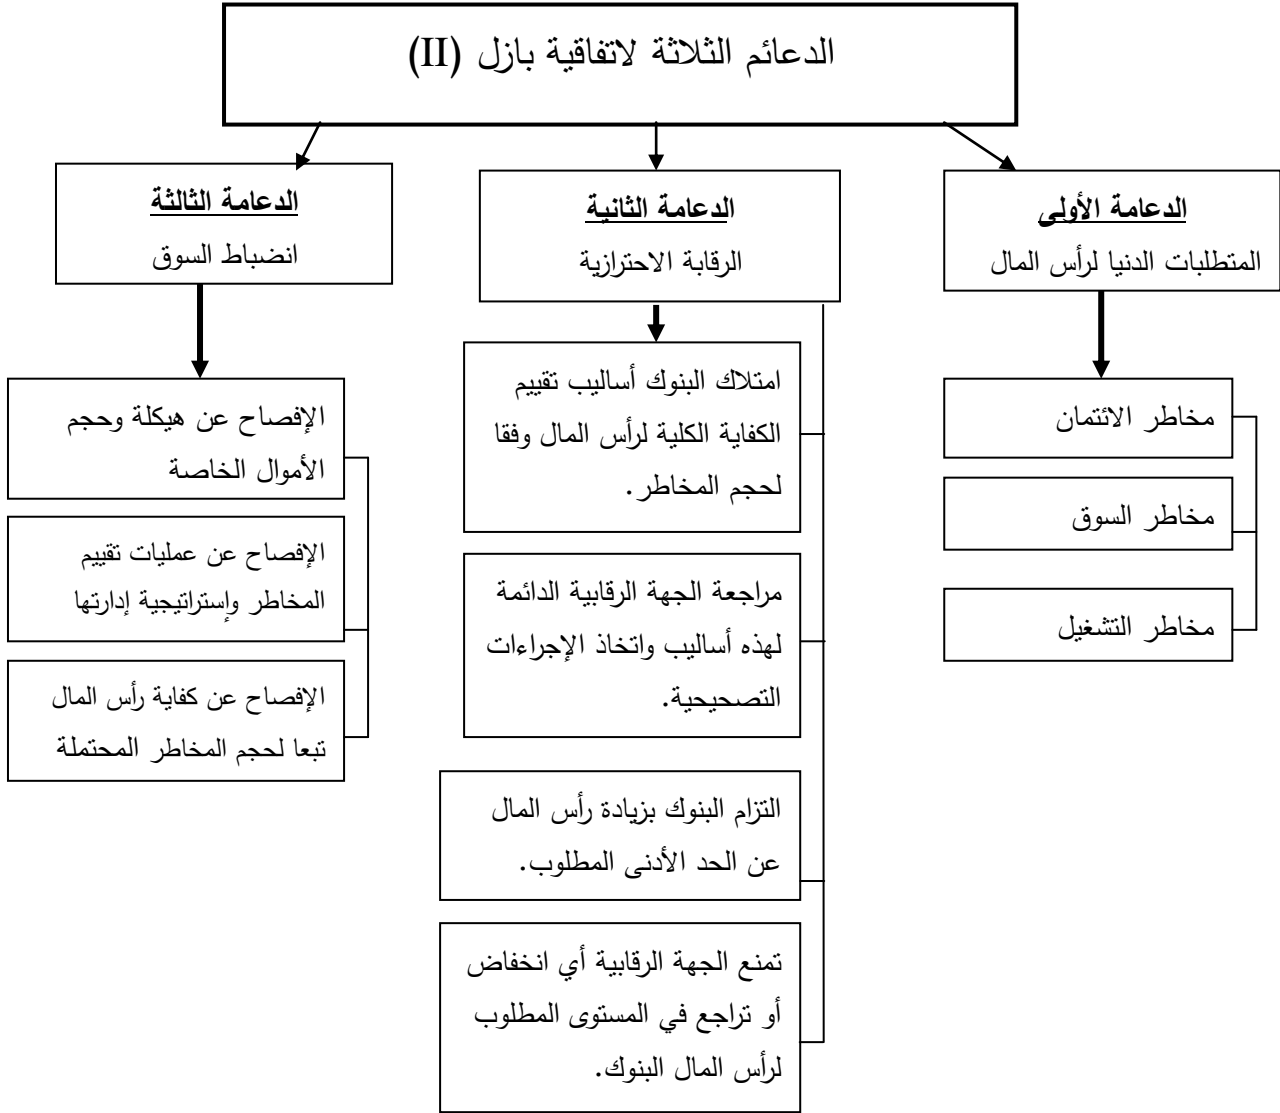 الدعائم الثلاثة لاتفاقية بازل (II)
الدعامة الأولى
المتطلبات الدنيا لرأس المال
مخاطر الائتمان
مخاطر السوق
مخاطر التشغيل
الدعامة الثانية
الرقابة الاحترازية
امتلاك البنوك أساليب تقييم
الكفاية الكلية لرأس المال وفقا
لحجم المخاطر.
مراجعة الجهة الرقابية الدائمة
لهذه أساليب واتخاذ الإجراءات
التصحيحية.
التزام البنوك بزيادة رأس المال
عن الحد الأدنى المطلوب.
تمنع الجهة الرقابية أي انخفاض
أو تراجع في المستوى المطلوب
لرأس المال البنوك.
الدعامة الثالثة
انضباط السوق
الإفصاح عن هيكلة وحجم
الأموال الخاصة
الإفصاح عن عمليات تقييم
المخاطر وإستراتيجية إدارتها
الإفصاح عن كفاية رأس المال
تبعا لحجم المخاطر المحتملة